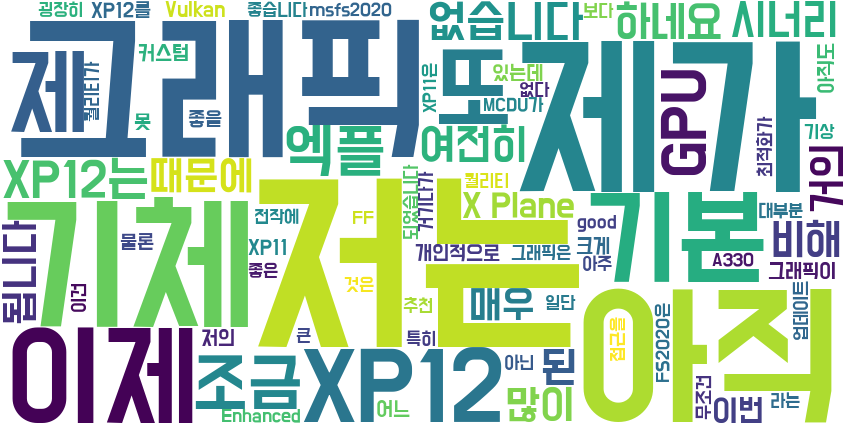 굉장히
XP12를
Vulkan
좋습니다
msfs2020
없습니다
보다
하네요
시너리
제
그래픽
또
제가
GPU
퀄리티가
커스텀
못
좋을
XP11은
있는데
없다
MCDU가
아직도
최적화가
기상
거의
엑플
여전히
XP12는
때문에
퀄리티
되었습니다
거기다가
X Plane
대부분
기체
저는
기본
비해
전작에
FF
good
물론
XP11
개인적으로
그래픽은
크게
A330
됩니다
좋은
것은
아주
그래픽이
이건
매우
추천
일단
업데이트
이제
저의
큰
특히
접근을
FS2020은
아직
조금
XP12
아닌
된
무조건
Enhanced
어느
많이
이번
라는